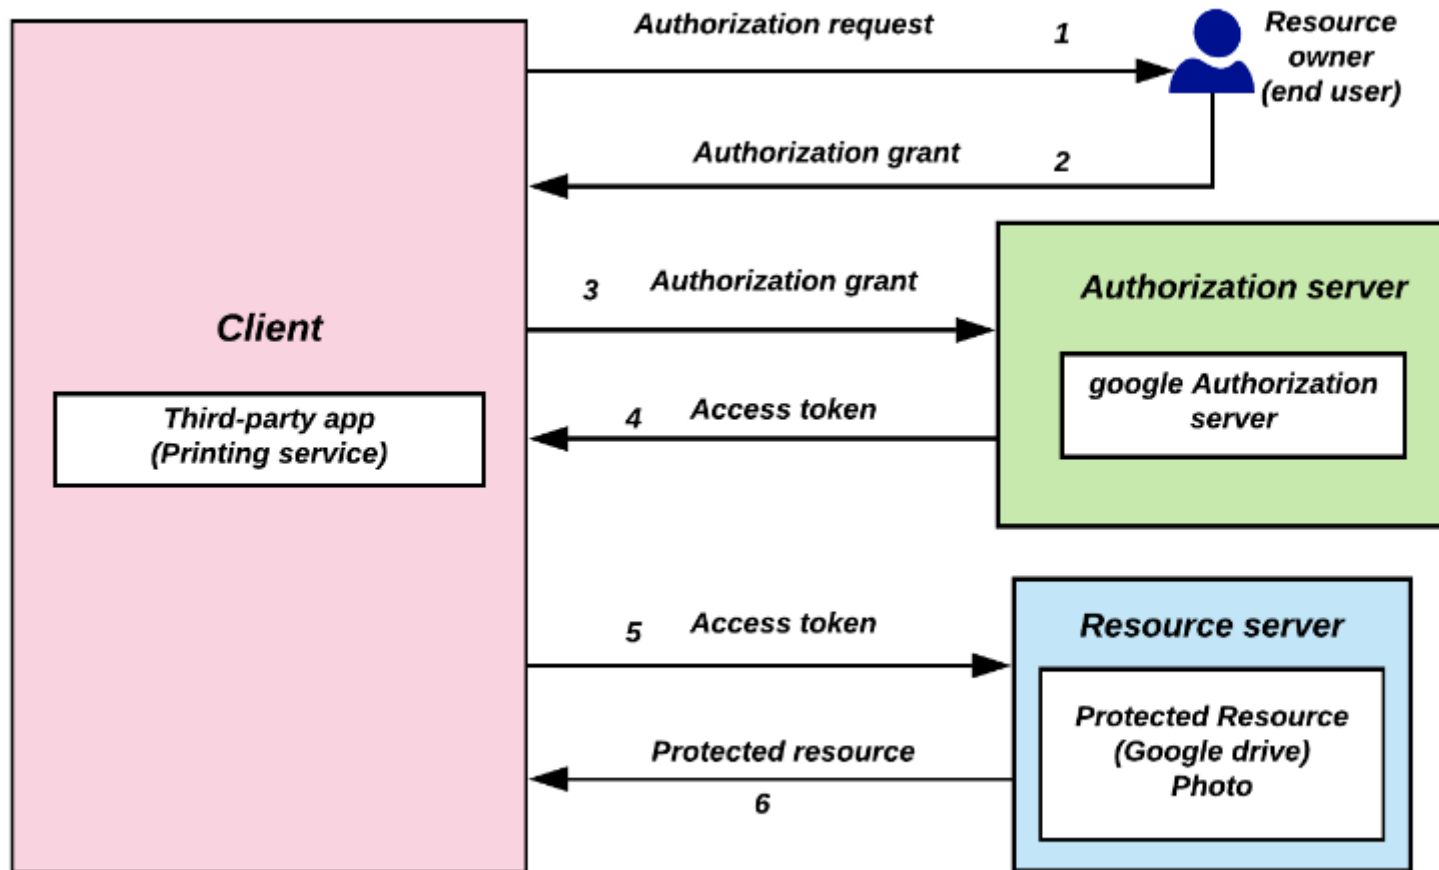 Authorization request 1
Resource
owner
(end user)
Authorization grant 2
3 Authorization grant
Authorization server
Client
google Authorization
server
Third-party app
(Printing service)
4 Access token
5 Access token
Resource server
Protected Resource
(Google drive)
Photo
Protected resource
6